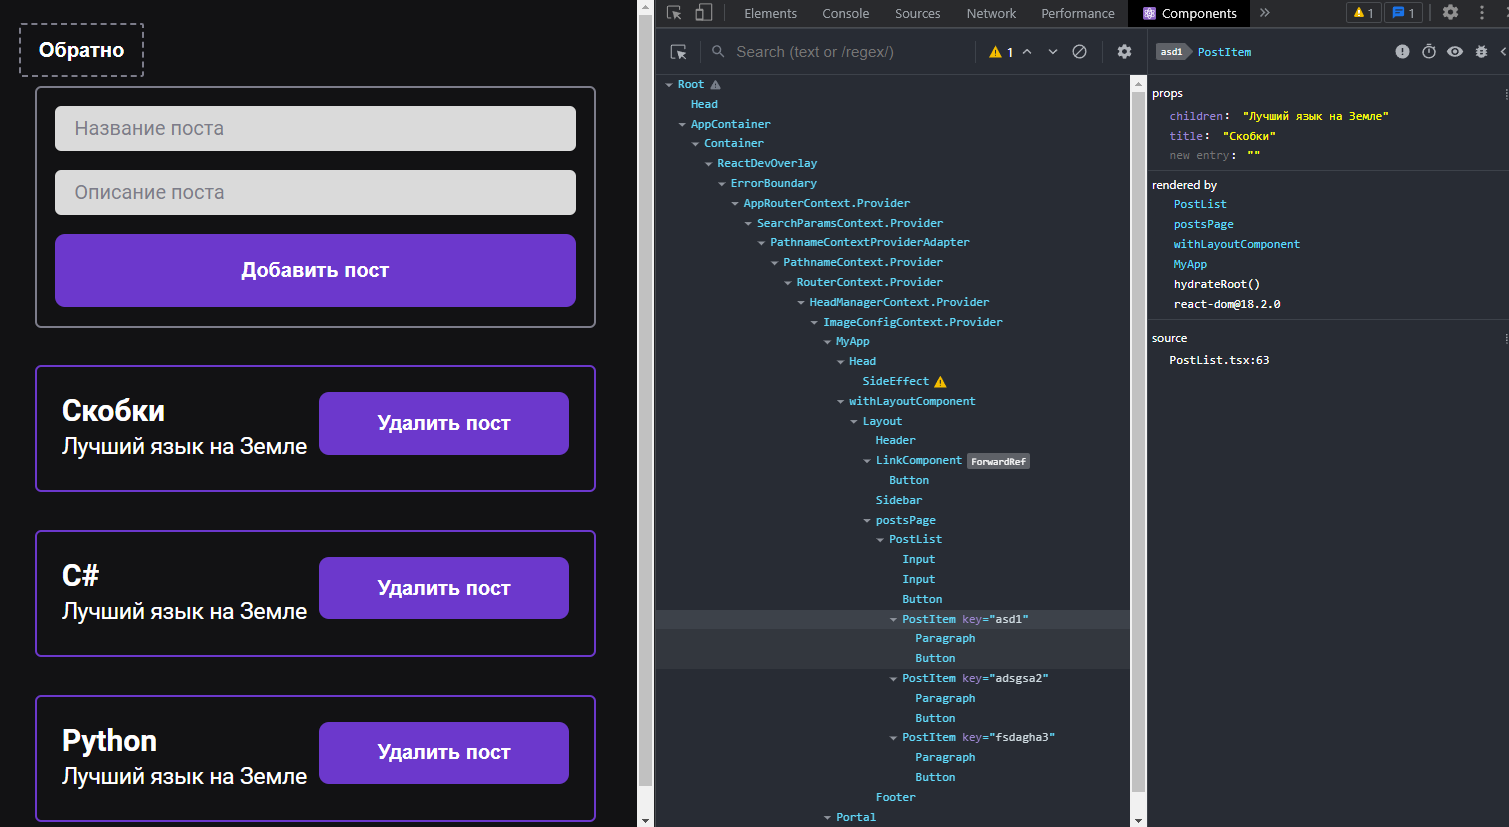 Обратно
Название поста
Описание поста
Добавить пост
Скобки
Лучший язык на Земле
Удалить пост
C#
Лучший язык на Земле
Удалить пост
Python
Лучший язык на Земле
Удалить пост
Elements Console Sources Network Performance Components » 1 1
Search (text or /regex/) 1
Root
Head
AppContainer
Container
ReactDevOverlay
ErrorBoundary
AppRouterContext.Provider
SearchParamsContext.Provider
PathnameContextProviderAdapter
PathnameContext.Provider
RouterContext.Provider
HeadManagerContext.Provider
ImageConfigContext.Provider
MyApp
Head
SideEffect
withLayoutComponent
Layout
Header
LinkComponent ForwardRef
Button
Sidebar
postsPage
PostList
Input
Input
Button
PostItem key="asd1"
Paragraph
Button
PostItem key="adsgsa2"
Paragraph
Button
PostItem key="fsdagha3"
Paragraph
Button
Footer
Portal
asd1 PostItem
props
children: "Лучший язык на Земле"
title: "Скобки"
new entry: ""
rendered by
PostList
postsPage
withLayoutComponent
MyApp
hydrateRoot()
react-dom@18.2.0
source
PostList.tsx:63